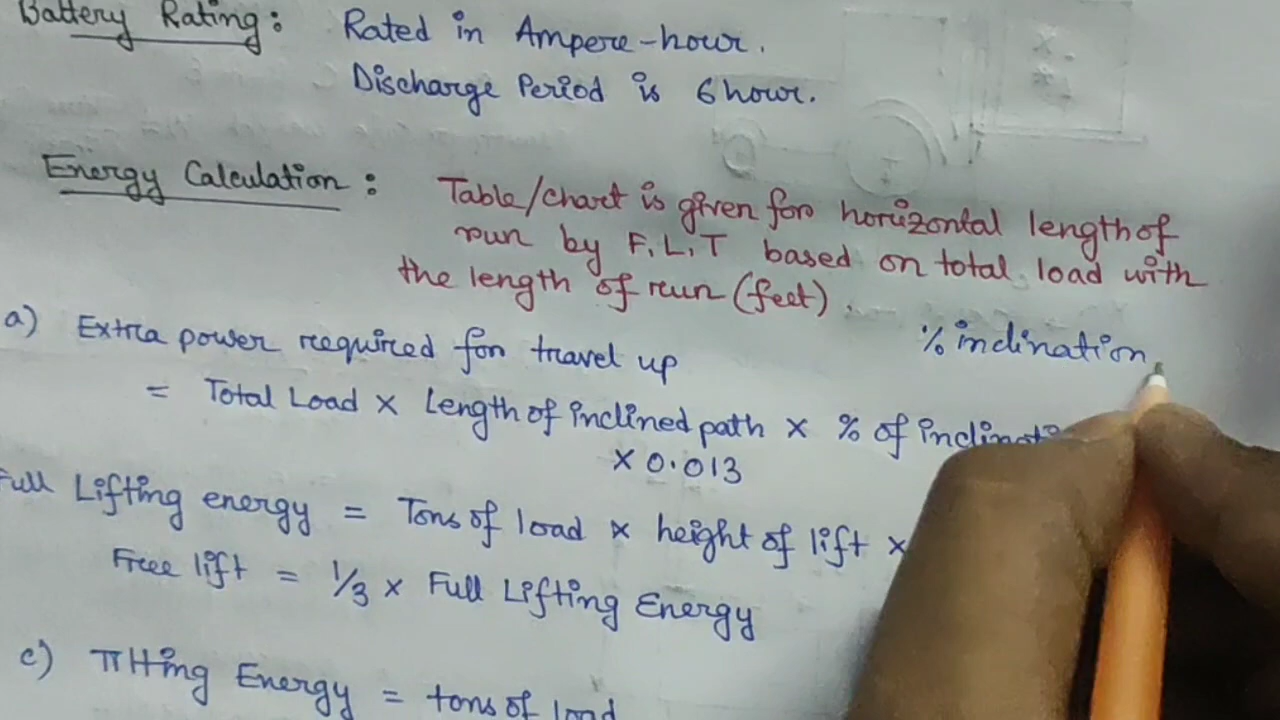 Battery Rating: Rated in Ampere-hour.
Discharge Period is 6 hour.
Energy Calculation: Table/chart is given for horizontal length of
run by F.L.T based on total load with
the length of run (feet).
% inclination
a) Extra power required for travel up
= Total Load × Length of inclined path × % of
× 0.013
Full Lifting energy = Tons of load × height of lift ×
Free lift = 1/3 × Full Lifting Energy
c) Tilting Energy = tons of load